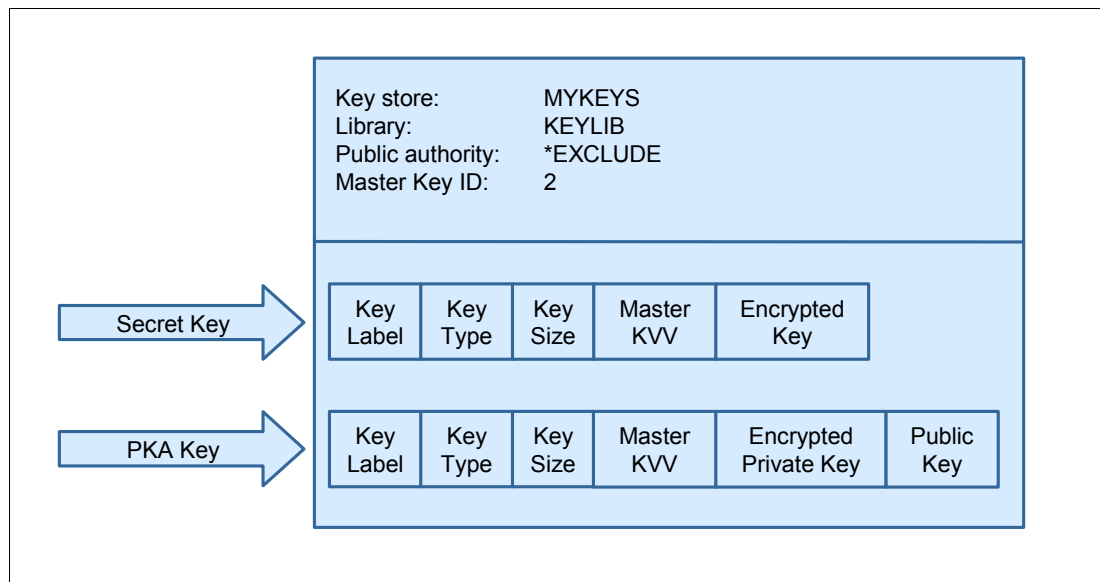 Key store: MYKEYS
Library: KEYLIB
Public authority: *EXCLUDE
Master Key ID: 2
Secret Key
Key Label
Key Type
Key Size
Master KVV
Encrypted Key
PKA Key
Key Label
Key Type
Key Size
Master KVV
Encrypted Private Key
Public Key